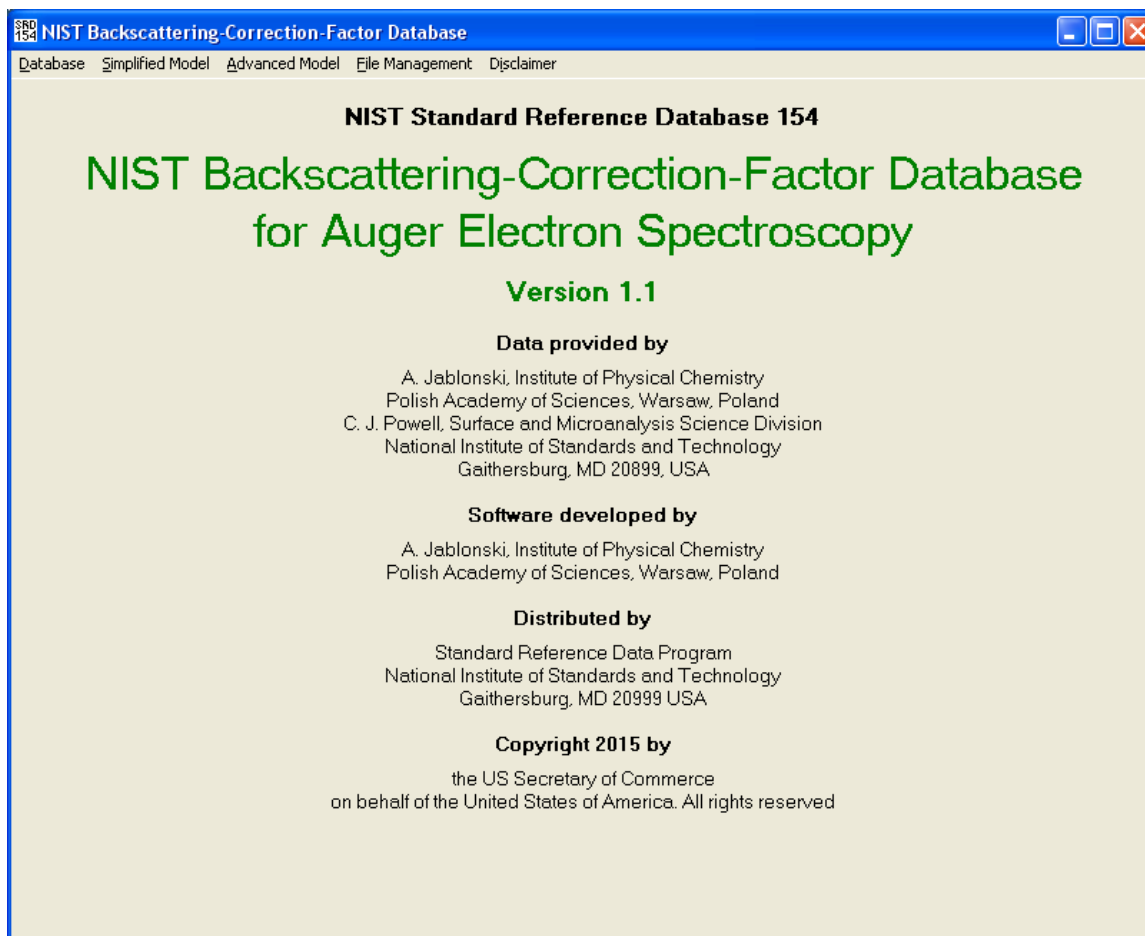 SRD
154 NIST Backscattering-Correction-Factor Database
Database Simplified Model Advanced Model File Management Disclaimer
NIST Standard Reference Database 154
NIST Backscattering-Correction-Factor Database
for Auger Electron Spectroscopy
Version 1.1
Data provided by
A. Jablonski, Institute of Physical Chemistry
Polish Academy of Sciences, Warsaw, Poland
C. J. Powell, Surface and Microanalysis Science Division
National Institute of Standards and Technology
Gaithersburg, MD 20899, USA
Software developed by
A. Jablonski, Institute of Physical Chemistry
Polish Academy of Sciences, Warsaw, Poland
Distributed by
Standard Reference Data Program
National Institute of Standards and Technology
Gaithersburg, MD 20999 USA
Copyright 2015 by
the US Secretary of Commerce
on behalf of the United States of America. All rights reserved